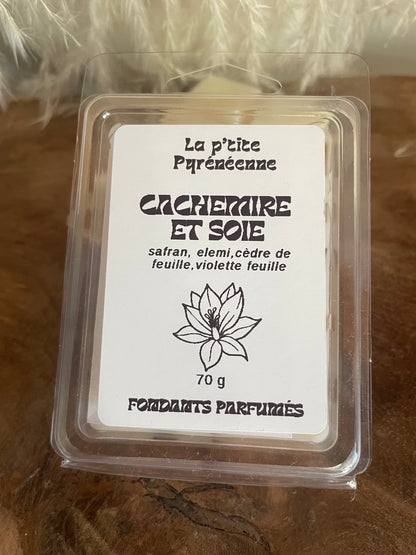 La p'tite
Pyrénéenne
CACHEMIRE
ET SOIE
safran, elemi,cèdre de
feuille,violette feuille
70 g
FONDANTS PARFUMÉS